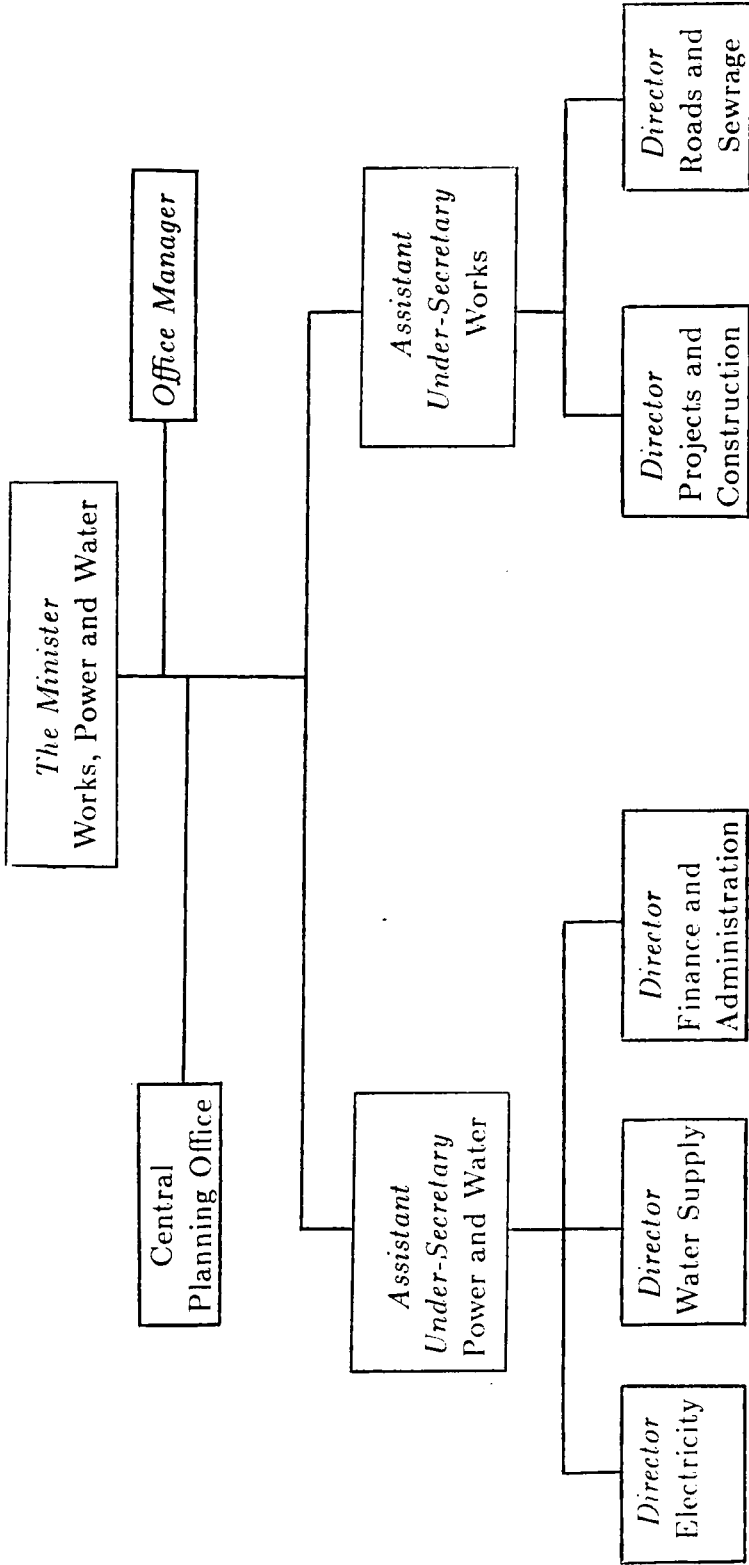 The Minister
Works, Power and Water
Office Manager
Central
Planning Office
Assistant
Under-Secretary
Power and Water
Assistant
Under-Secretary
Works
Director
Electricity
Director
Water Supply
Director
Finance and
Administration
Director
Projects and
Construction
Director
Roads and
Sewrage